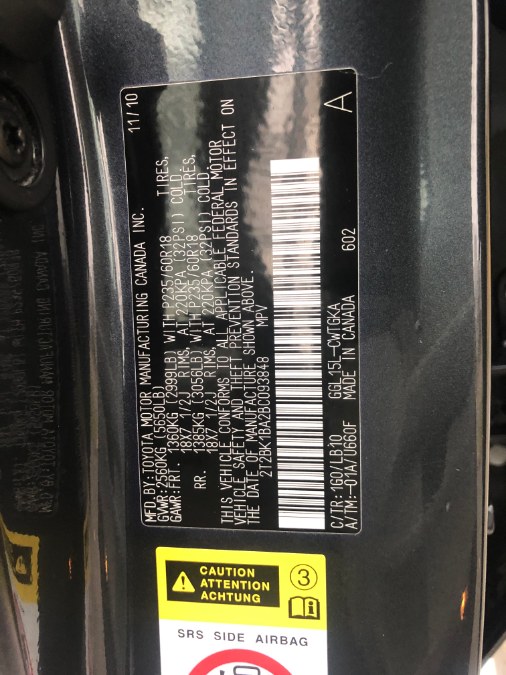 11/10
MFD.BY:TOYOTA MOTOR MANUFACTURING CANADA INC.
GVWR:2560KG (5650LB)
GAWR:FRT. 1360KG (2999LB) WITH P235/60R18 TIRES,
18X7 1/2J RIMS, AT 220KPA (32PSI) COLD.
RR. 1385KG (3056LB) WITH P235/60R18 TIRES,
18X7 1/2J RIMS, AT 220KPA (32PSI) COLD.
THIS VEHICLE CONFORMS TO ALL APPLICABLE FEDERAL MOTOR
VEHICLE SAFETY AND THEFT PREVENTION STANDARDS IN EFFECT ON
THE DATE OF MANUFACTURE SHOWN ABOVE.
2T2BK1BA2BC093848 MPV
C/TR:1G0/LB10 GGL15L-CWTGKA
A/TM:-01A/U660F MADE IN CANADA 602 A
CAUTION
ATTENTION
ACHTUNG
3
SRS SIDE AIRBAG